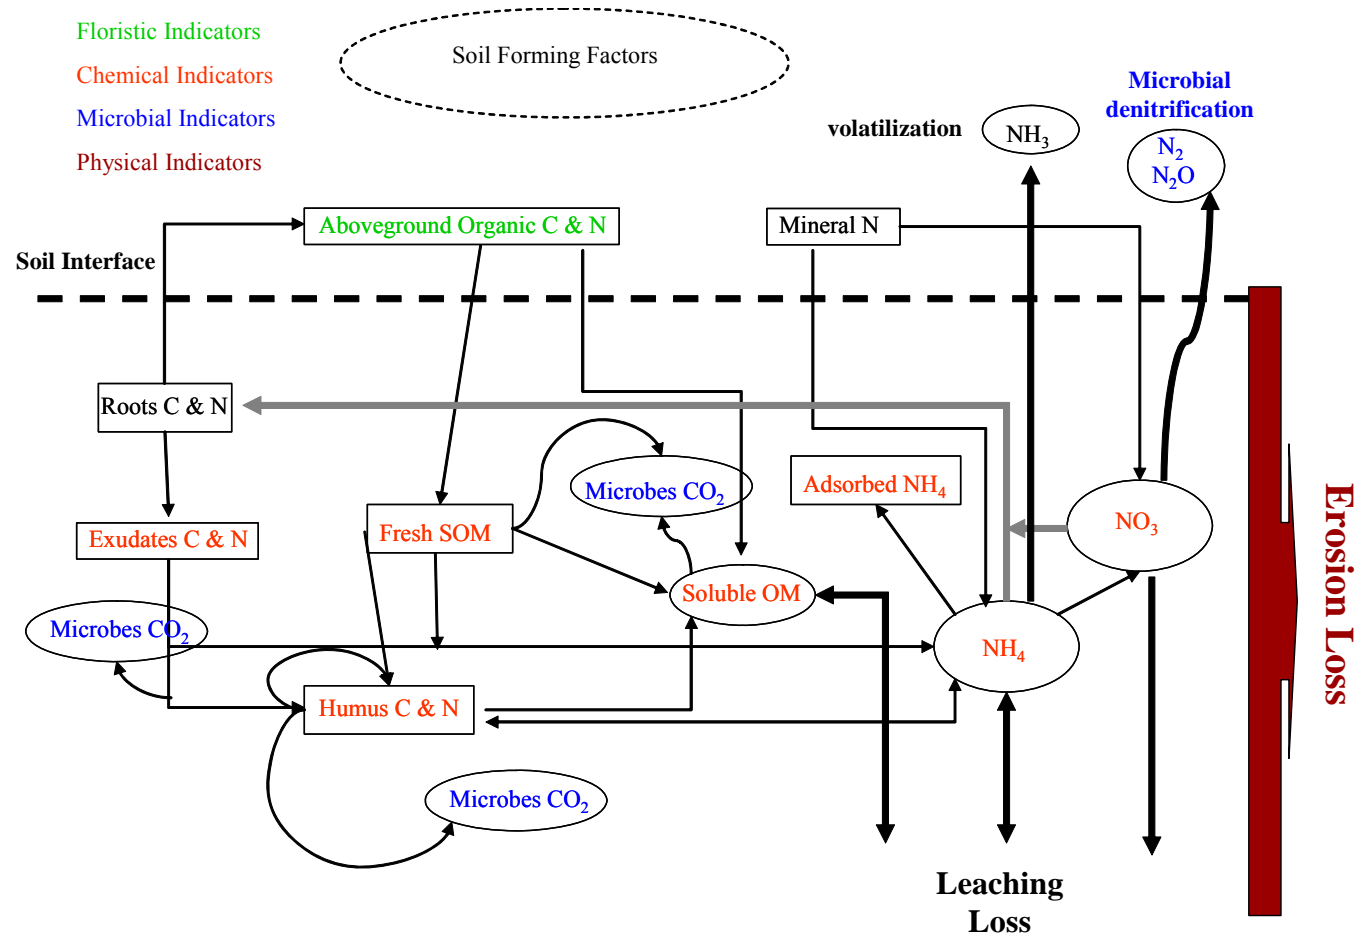 Floristic Indicators
Chemical Indicators
Microbial Indicators
Physical Indicators
Soil Forming Factors
Microbial
denitrification
volatilization
NH3
N2
N2O
Aboveground Organic C & N
Mineral N
Soil Interface
Roots C & N
Microbes CO2
Adsorbed NH4
NO3
Exudates C & N
Fresh SOM
Soluble OM
Microbes CO2
NH4
Humus C & N
Microbes CO2
Leaching
Loss
Erosion Loss